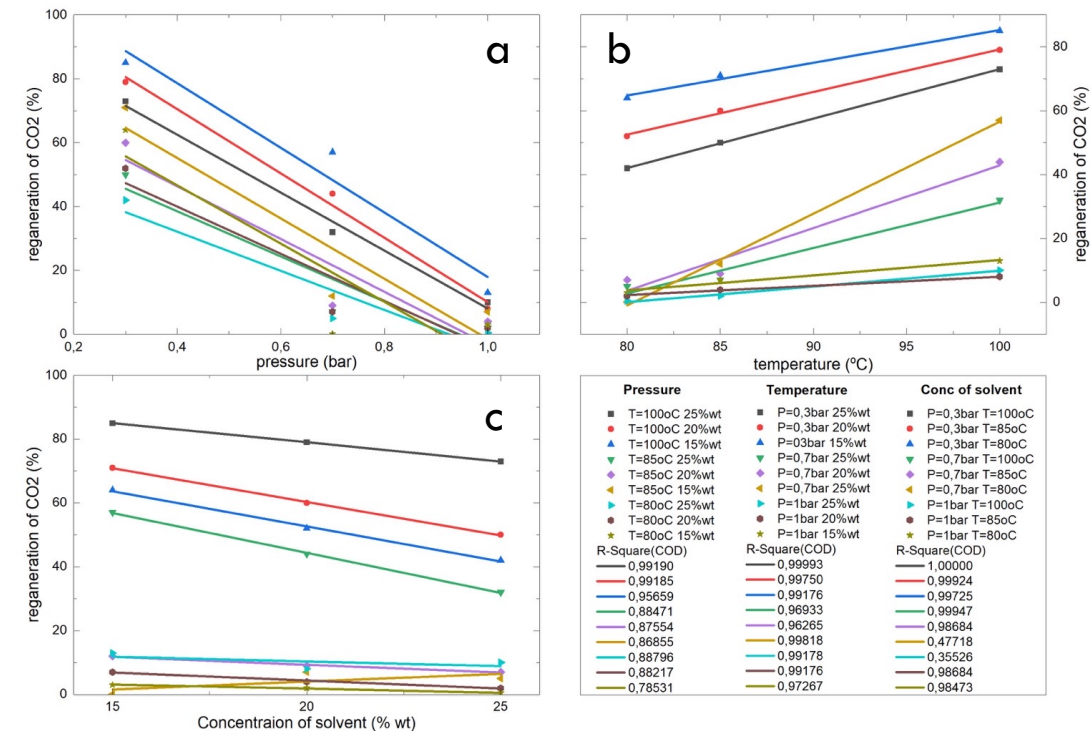 a
100
80
60
40
20
0
reganeration of CO2 (%)
0,2
0,4
0,6
0,8
1,0
pressure (bar)
b
80
60
40
20
0
reganeration of CO2 (%)
80
85
90
95
100
temperature (ºC)
c
100
80
60
40
20
0
reganeration of CO2 (%)
15
20
25
Concentraion of solvent (% wt)
Pressure
T=100oC 25%wt
T=100oC 20%wt
T=100oC 15%wt
T=85oC 25%wt
T=85oC 20%wt
T=85oC 15%wt
T=80oC 25%wt
T=80oC 20%wt
T=80oC 15%wt
R-Square(COD)
0,99190
0,99185
0,95659
0,88471
0,87554
0,86855
0,88796
0,88217
0,78531
Temperature
P=0,3bar 25%wt
P=0,3bar 20%wt
P=03bar 15%wt
P=0,7bar 25%wt
P=0,7bar 20%wt
P=0,7bar 25%wt
P=1bar 25%wt
P=1bar 20%wt
P=1bar 15%wt
R-Square(COD)
0,99993
0,99750
0,99176
0,96933
0,96265
0,99818
0,99178
0,99176
0,97267
Conc of solvent
P=0,3bar T=100oC
P=0,3bar T=85oC
P=0,3bar T=80oC
P=0,7bar T=100oC
P=0,7bar T=85oC
P=0,7bar T=80oC
P=1bar T=100oC
P=1bar T=85oC
P=1bar T=80oC
R-Square(COD)
1,00000
0,99924
0,99725
0,99947
0,98684
0,47718
0,35526
0,98684
0,98473